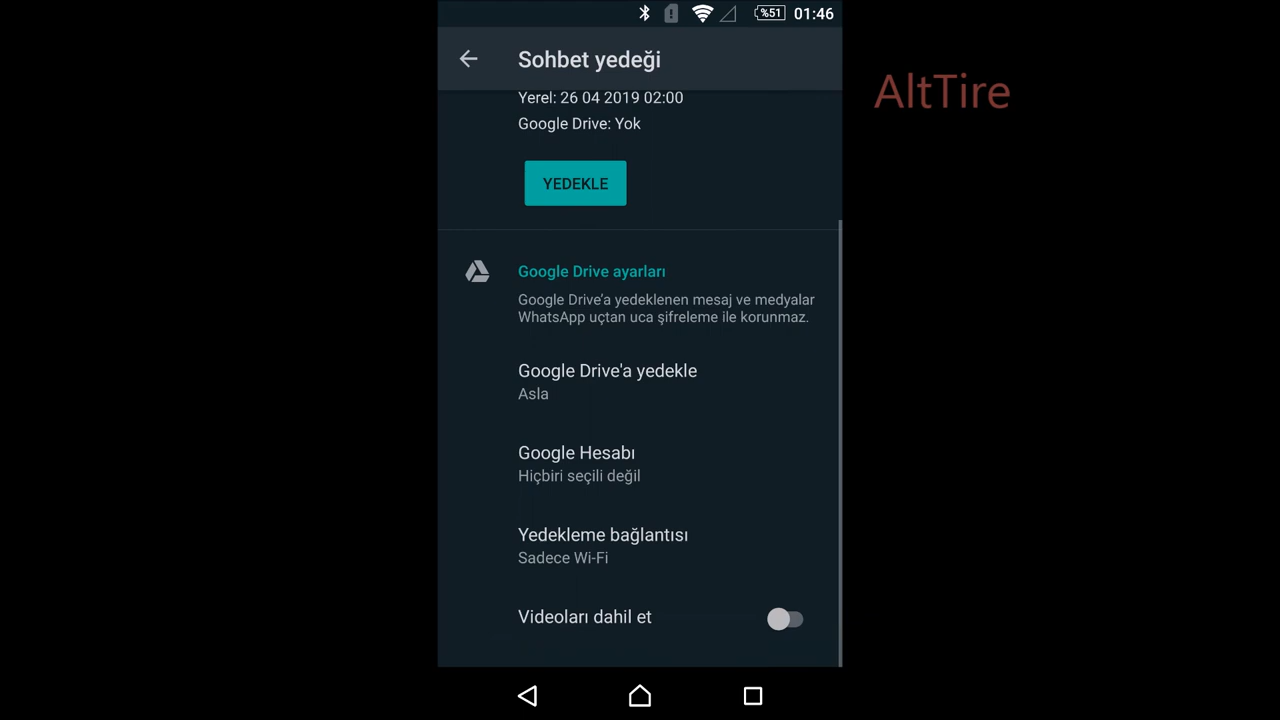 %51 01:46
Sohbet yedeği
AltTire
Yerel: 26 04 2019 02:00
Google Drive: Yok
YEDEKLE
Google Drive ayarları
Google Drive'a yedeklenen mesaj ve medyalar
WhatsApp uçtan uca şifreleme ile korunmaz.
Google Drive'a yedekle
Asla
Google Hesabı
Hiçbiri seçili değil
Yedekleme bağlantısı
Sadece Wi-Fi
Videoları dahil et